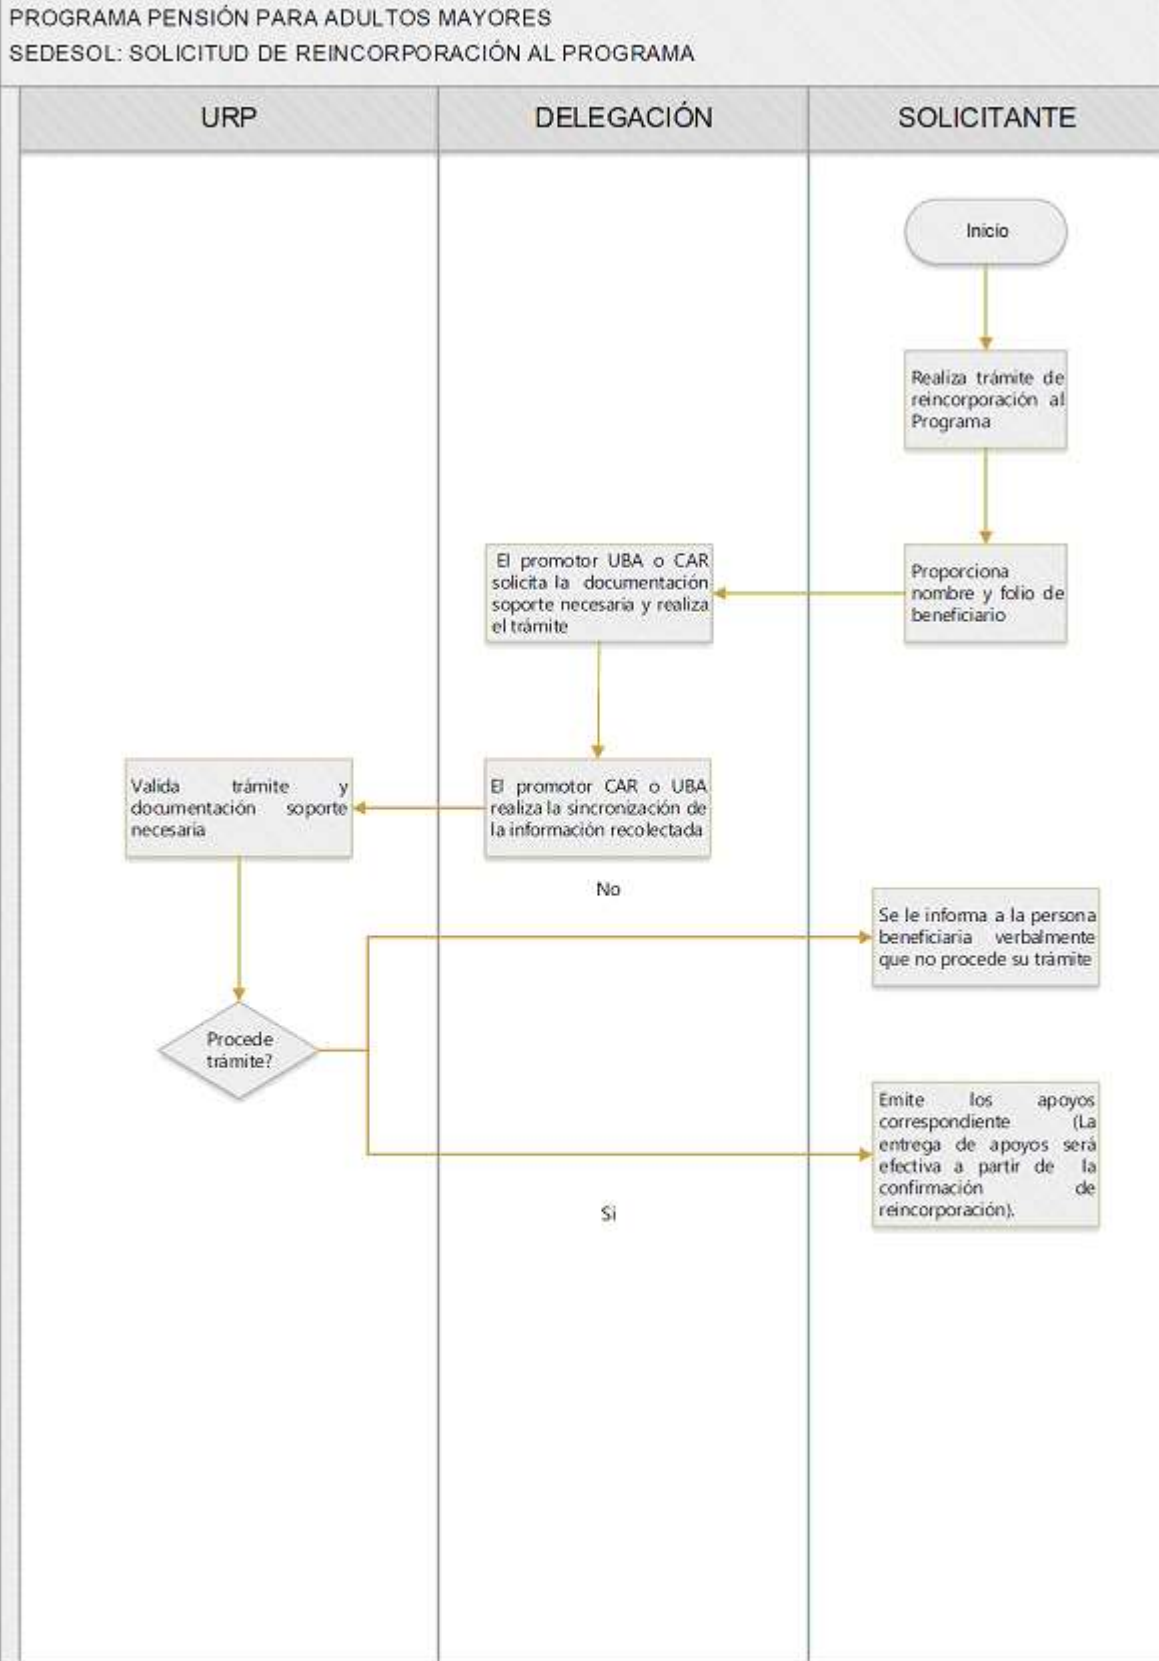 PROGRAMA PENSIÓN PARA ADULTOS MAYORES
SEDESOL: SOLICITUD DE REINCORPORACIÓN AL PROGRAMA
URP
DELEGACIÓN
SOLICITANTE
Inicio
Realiza trámite de
reincorporación al
Programa
Proporciona
nombre y folio de
beneficiario
El promotor UBA o CAR
solicita la documentación
soporte necesaria y realiza
el trámite
El promotor CAR o UBA
realiza la sincronización de
la información recolectada
Valida trámite y
documentación soporte
necesaria
Procede
trámite?
No
Se le informa a la persona
beneficiaria verbalmente
que no procede su trámite
Si
Emite los apoyos
correspondiente (La
entrega de apoyos será
efectiva a partir de la
confirmación de
reincorporación).